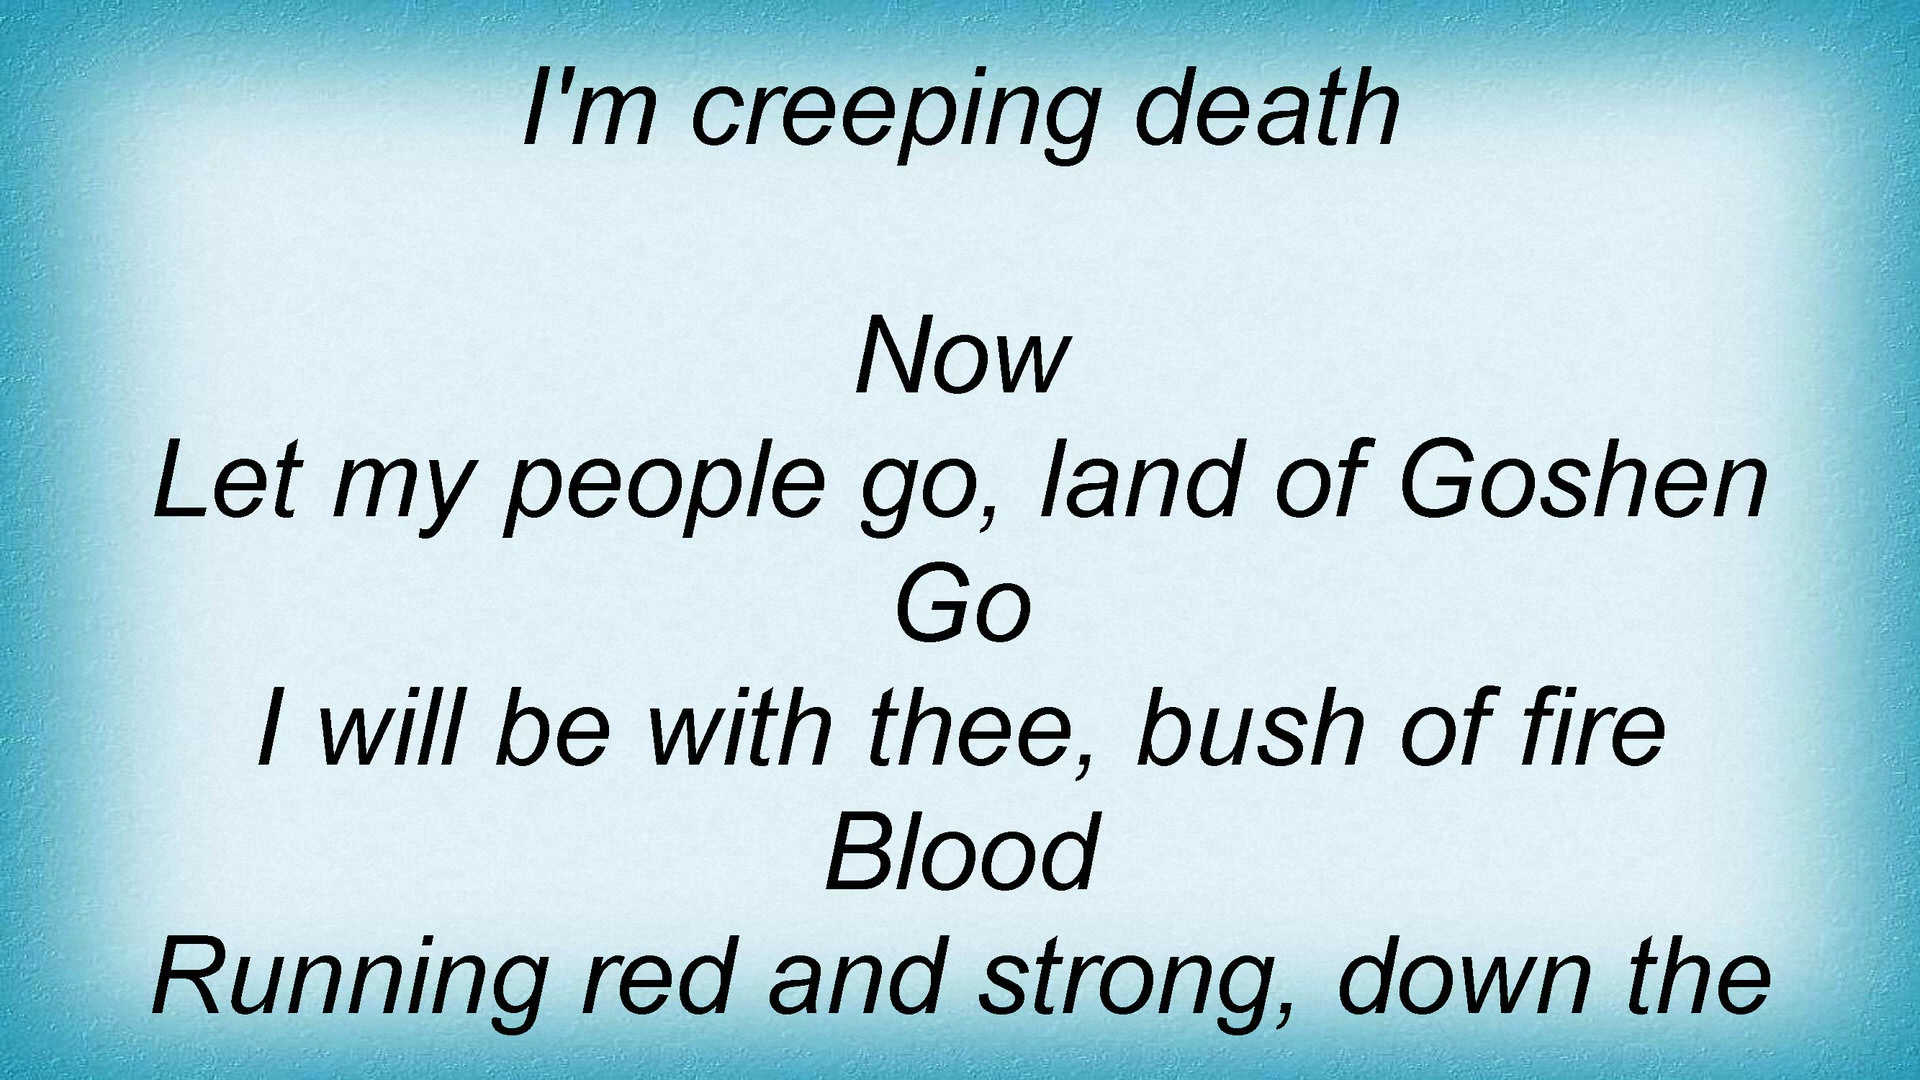 I'm creeping death
Now
Let my people go, land of Goshen
Go
I will be with thee, bush of fire
Blood
Running red and strong, down the